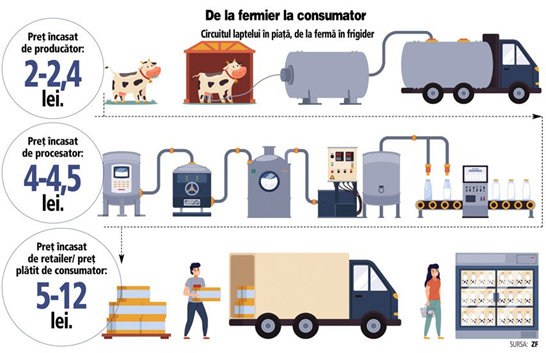 De la fermier la consumator
Circuitul laptelui în piață, de la fermă în frigider
Preț încasat
de producător:
2-2,4
lei.
Preț încasat
de procesator:
4-4,5
lei.
Preț încasat
de retailer/ preț
plătit de consumator:
5-12
lei.
SURSA: ZF